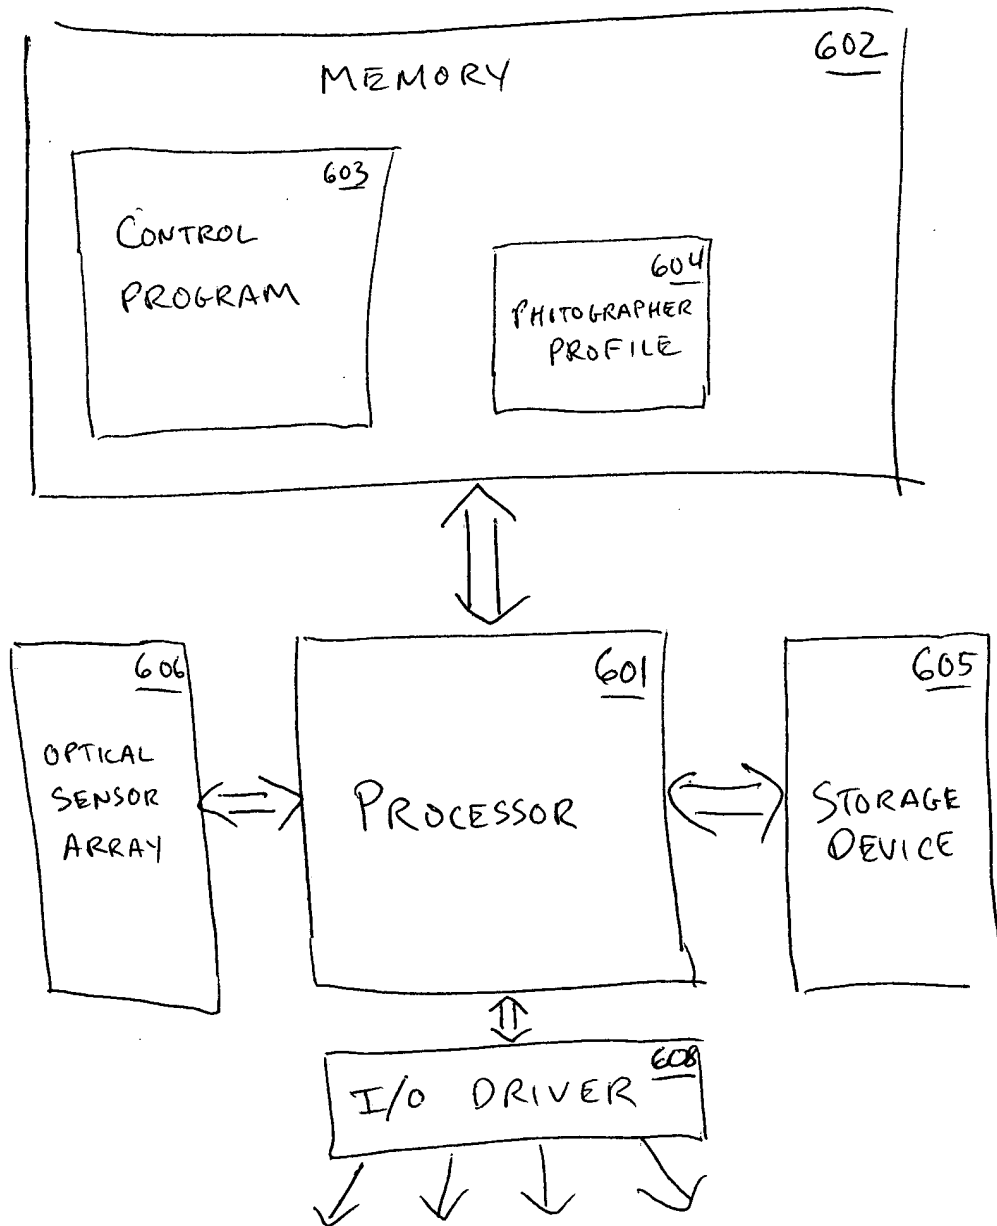 602
MEMORY
603
CONTROL
PROGRAM
604
PHITOGRAPHER
PROFILE
606
OPTICAL
SENSOR
ARRAY
601
PROCESSOR
605
STORAGE
DEVICE
608
I/O DRIVER